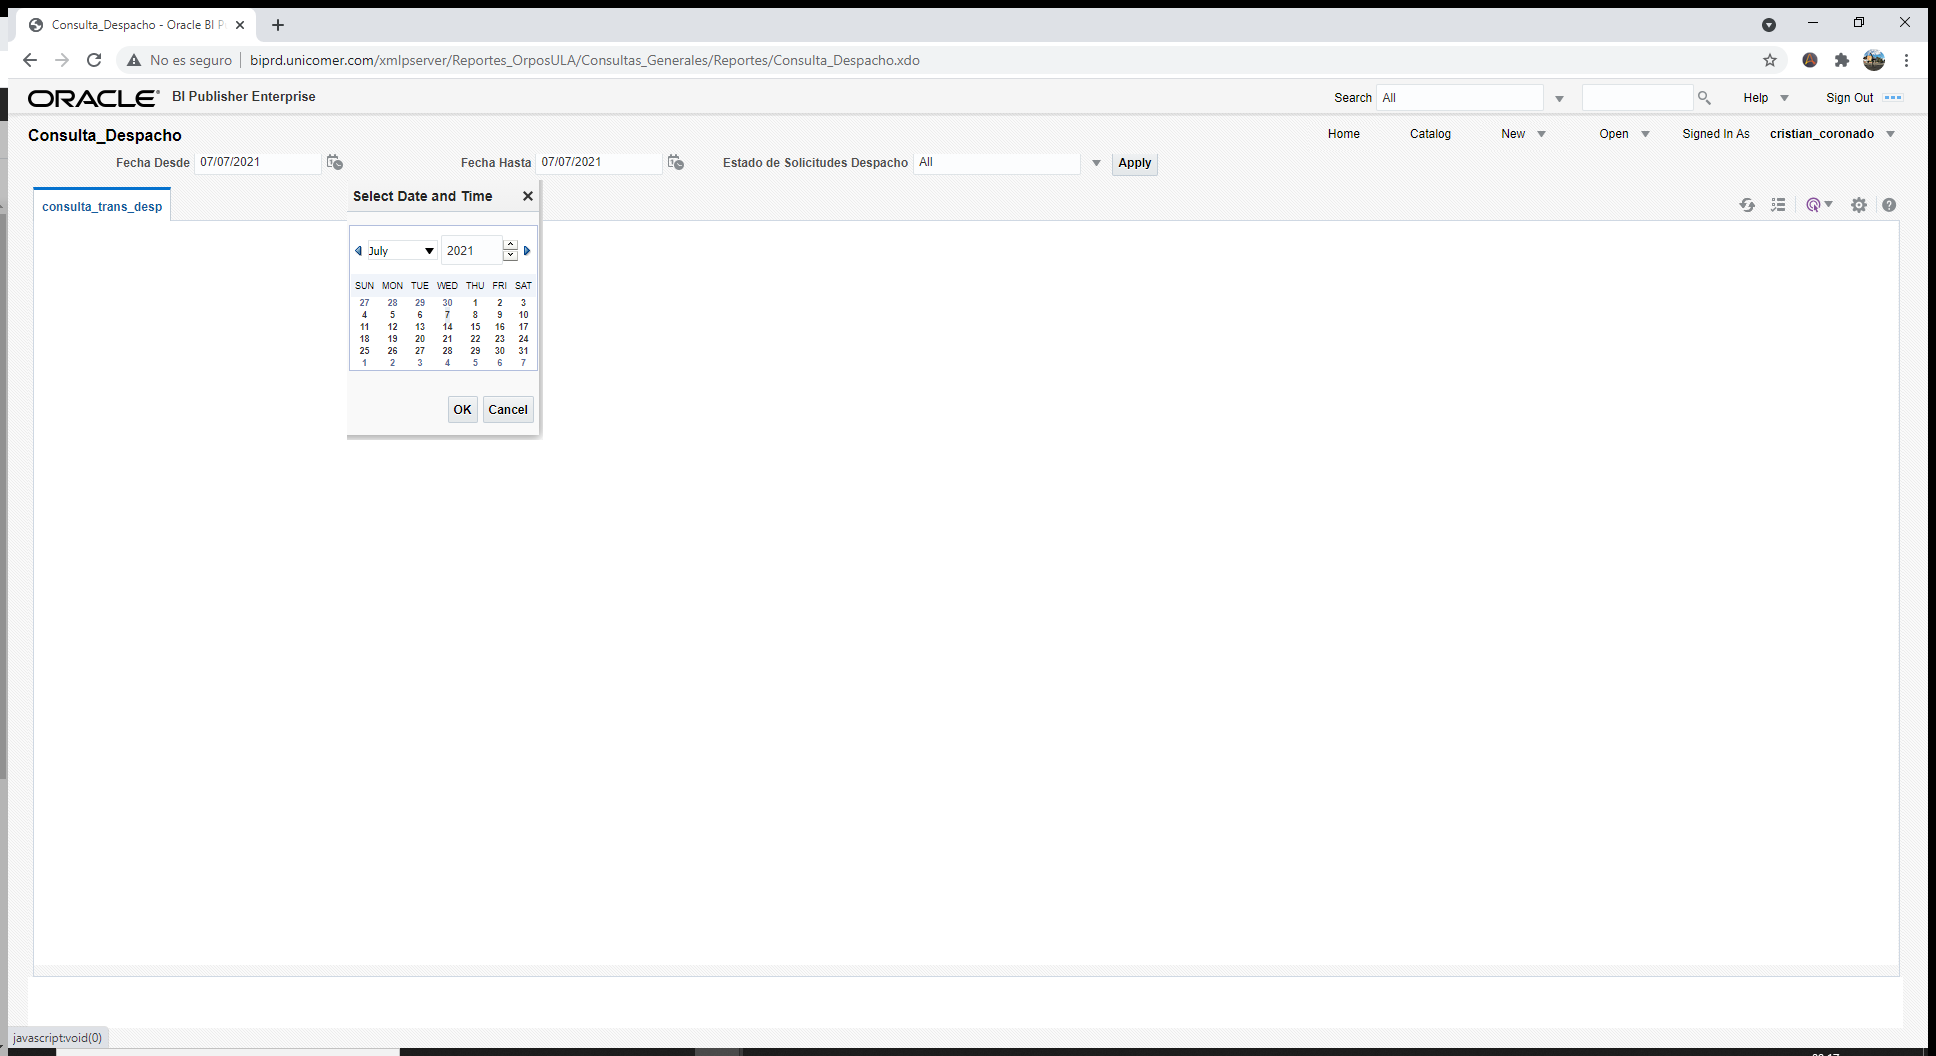 Consulta_Despacho - Oracle BI P
No es seguro | biprd.unicomer.com/xmlpserver/Reportes_OrposULA/Consultas_Generales/Reportes/Consulta_Despacho.xdo
ORACLE BI Publisher Enterprise Search All Help Sign Out
Consulta_Despacho Home Catalog New Open Signed In As cristian_coronado
Fecha Desde 07/07/2021 Fecha Hasta 07/07/2021 Estado de Solicitudes Despacho All Apply
consulta_trans_desp
Select Date and Time
July 2021
SUN MON TUE WED THU FRI SAT
27 28 29 30 1 2 3
4 5 6 7 8 9 10
11 12 13 14 15 16 17
18 19 20 21 22 23 24
25 26 27 28 29 30 31
1 2 3 4 5 6 7
OK Cancel
javascript:void(0)